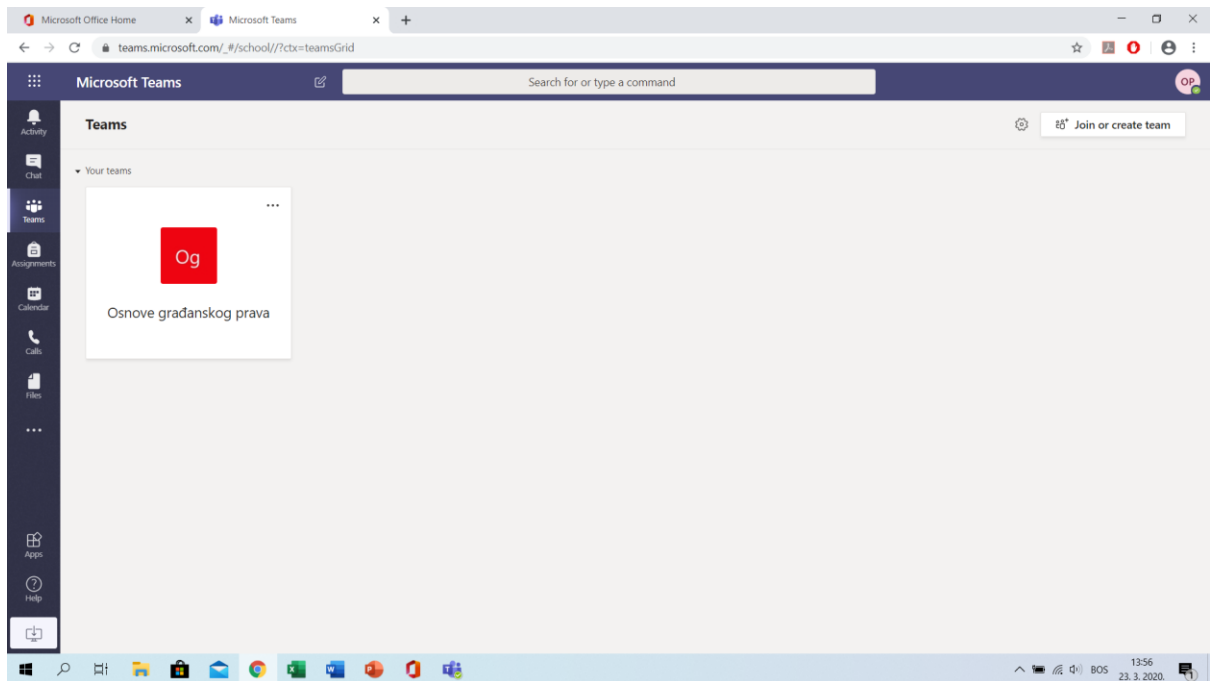 Microsoft Office Home
Microsoft Teams
teams.microsoft.com/_#/school//?ctx=teamsGrid
Microsoft Teams
Search for or type a command
OP
Activity
Chat
Teams
Assignments
Calendar
Calls
Files
Apps
Help
Teams
Join or create team
Your teams
Og
Osnove građanskog prava
BOS
13:56
23. 3. 2020.